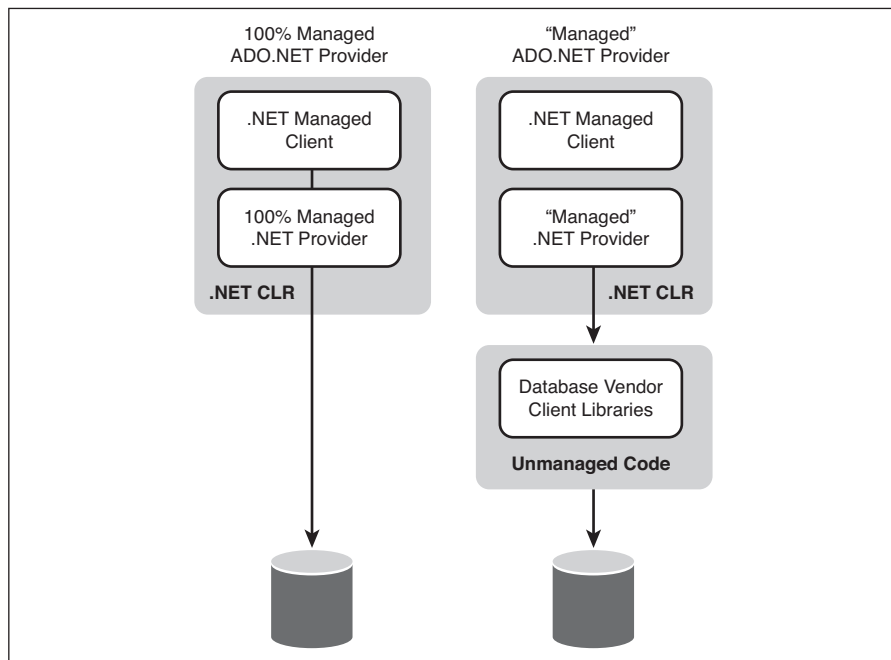 100% Managed
ADO.NET Provider
.NET Managed
Client
100% Managed
.NET Provider
.NET CLR
“Managed”
ADO.NET Provider
.NET Managed
Client
“Managed”
.NET Provider
.NET CLR
Database Vendor
Client Libraries
Unmanaged Code